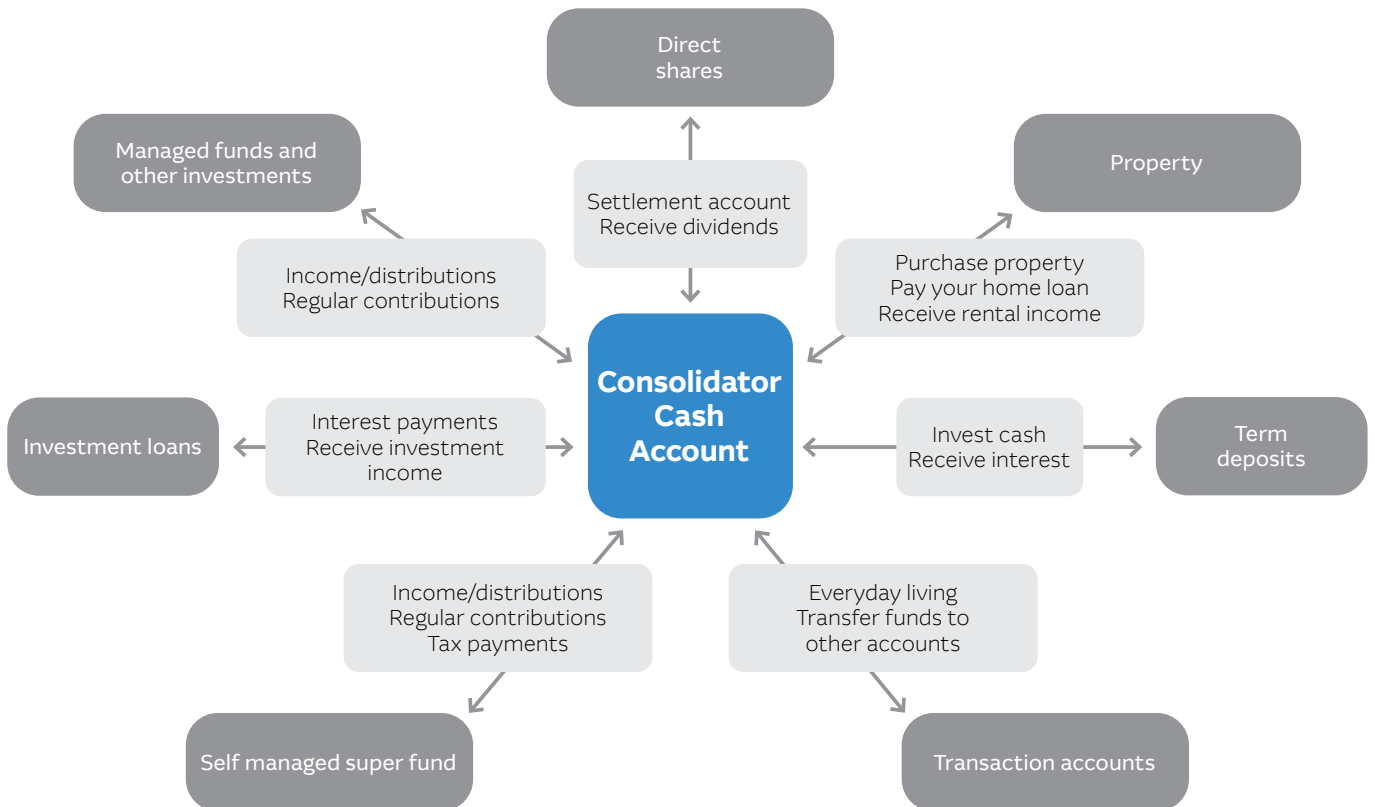 Direct
shares
Managed funds and
other investments
Property
Settlement account
Receive dividends
Income/distributions
Regular contributions
Purchase property
Pay your home loan
Receive rental income
Consolidator
Cash
Account
Investment loans
Interest payments
Receive investment
income
Invest cash
Receive interest
Term
deposits
Income/distributions
Regular contributions
Tax payments
Everyday living
Transfer funds to
other accounts
Self managed super fund
Transaction accounts